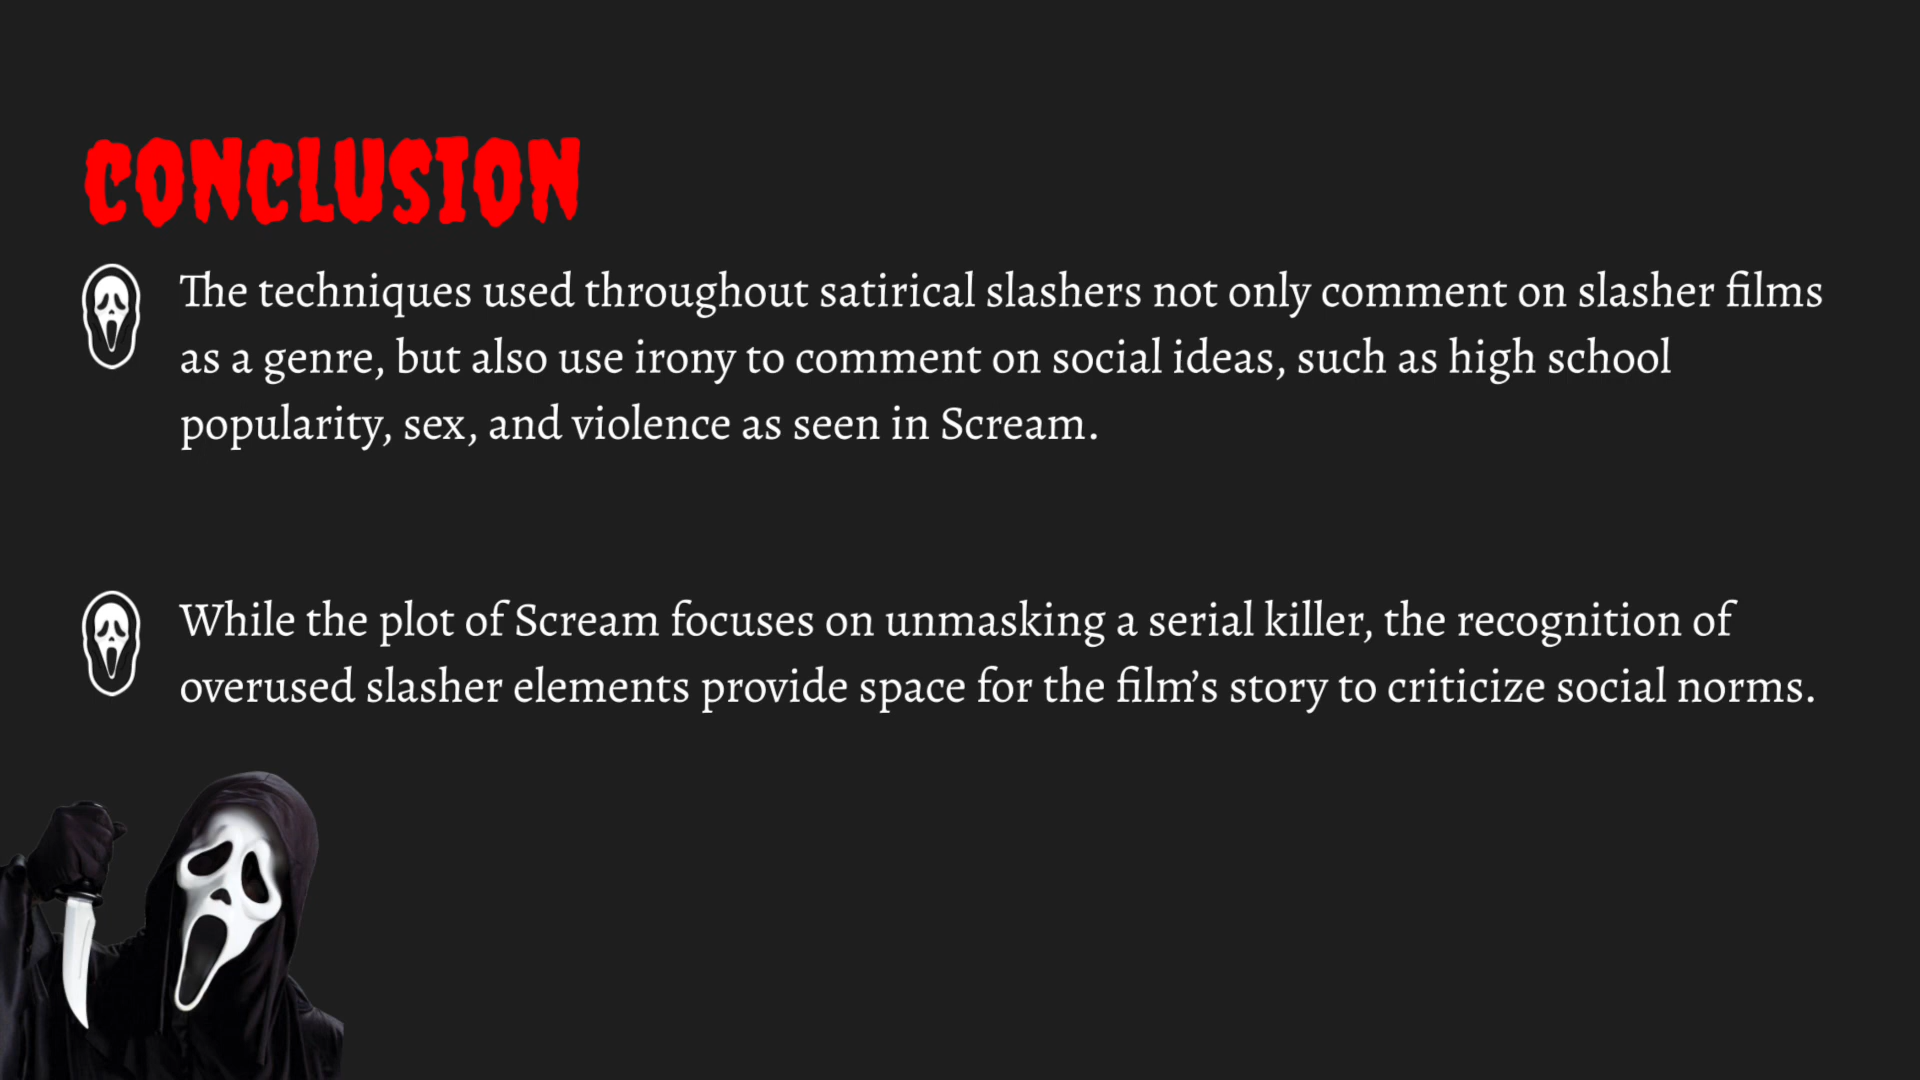 CONCLUSION
The techniques used throughout satirical slashers not only comment on slasher films
as a genre, but also use irony to comment on social ideas, such as high school
popularity, sex, and violence as seen in Scream.
While the plot of Scream focuses on unmasking a serial killer, the recognition of
overused slasher elements provide space for the film’s story to criticize social norms.